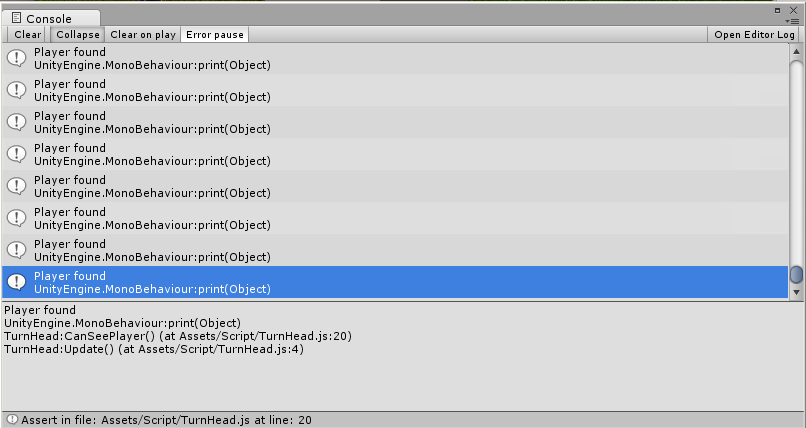 Console
Clear Collapse Clear on play Error pause Open Editor Log
Player found
UnityEngine.MonoBehaviour:print(Object)
Player found
UnityEngine.MonoBehaviour:print(Object)
Player found
UnityEngine.MonoBehaviour:print(Object)
Player found
UnityEngine.MonoBehaviour:print(Object)
Player found
UnityEngine.MonoBehaviour:print(Object)
Player found
UnityEngine.MonoBehaviour:print(Object)
Player found
UnityEngine.MonoBehaviour:print(Object)
Player found
UnityEngine.MonoBehaviour:print(Object)
Player found
UnityEngine.MonoBehaviour:print(Object)
TurnHead:CanSeePlayer() (at Assets/Script/TurnHead.js:20)
TurnHead:Update() (at Assets/Script/TurnHead.js:4)
Assert in file: Assets/Script/TurnHead.js at line: 20